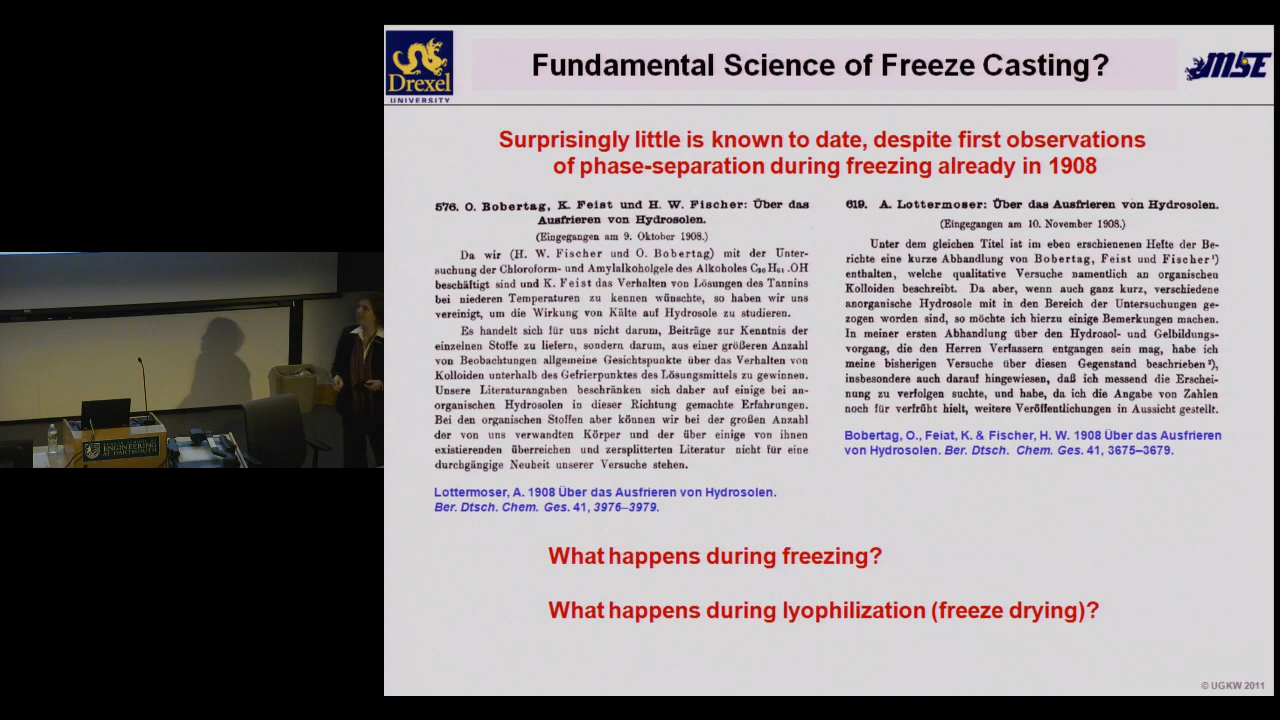 Drexel
UNIVERSITY
Fundamental Science of Freeze Casting?
MSE
Surprisingly little is known to date, despite first observations
of phase-separation during freezing already in 1908
576. O. Bobertag, K. Feist und H. W. Fischer: Über das
Ausfrieren von Hydrosolen.
(Eingegangen am 9. Oktober 1908.)
Da wir (H. W. Fischer und O. Bobertag) mit der Unter-
suchung der Chloroform- und Amylalkoholgele des Alkoholes C30H61.OH
beschäftigt sind und K. Feist das Verhalten von Lösungen des Tannins
bei niederen Temperaturen zu kennen wünschte, so haben wir uns
vereinigt, um die Wirkung von Kälte auf Hydrosole zu studieren.
Es handelt sich für uns nicht darum, Beiträge zur Kenntnis der
einzelnen Stoffe zu liefern, sondern darum, aus einer größeren Anzahl
von Beobachtungen allgemeine Gesichtspunkte über das Verhalten von
Kolloiden unterhalb des Gefrierpunktes des Lösungsmittels zu gewinnen.
Unsere Literaturangaben beschränken sich daher auf einige bei an-
organischen Hydrosolen in dieser Richtung gemachte Erfahrungen.
Bei den organischen Stoffen aber können wir bei der großen Anzahl
der von uns verwandten Körper und der über einige von ihnen
existierenden überreichen und zersplitterten Literatur nicht für eine
durchgängige Neuheit unserer Versuche stehen.
Lottermoser, A. 1908 Über das Ausfrieren von Hydrosolen.
Ber. Dtsch. Chem. Ges. 41, 3976–3979.
619. A. Lottermoser: Über das Ausfrieren von Hydrosolen.
(Eingegangen am 10. November 1908.)
Unter dem gleichen Titel ist im eben erschienenen Hefte der Be-
richte eine kurze Abhandlung von Bobertag, Feist und Fischer¹)
enthalten, welche qualitative Versuche namentlich an organischen
Kolloiden beschreibt. Da aber, wenn auch ganz kurz, verschiedene
anorganische Hydrosole mit in den Bereich der Untersuchungen ge-
zogen worden sind, so möchte ich hierzu einige Bemerkungen machen.
In meiner ersten Abhandlung über den Hydrosol- und Gelbildungs-
vorgang, die den Herren Verfassern entgangen sein mag, habe ich
meine bisherigen Versuche über diesen Gegenstand beschrieben²),
insbesondere auch darauf hingewiesen, daß ich messend die Erschei-
nung zu verfolgen suchte, und habe, da ich die Angabe von Zahlen
noch für verfrüht hielt, weitere Veröffentlichungen in Aussicht gestellt.
Bobertag, O., Feiat, K. & Fischer, H. W. 1908 Über das Ausfrieren
von Hydrosolen. Ber. Dtsch. Chem. Ges. 41, 3675–3679.
What happens during freezing?
What happens during lyophilization (freeze drying)?
© UGKW 2011
ENGINEERING
AT DARTMOUTH